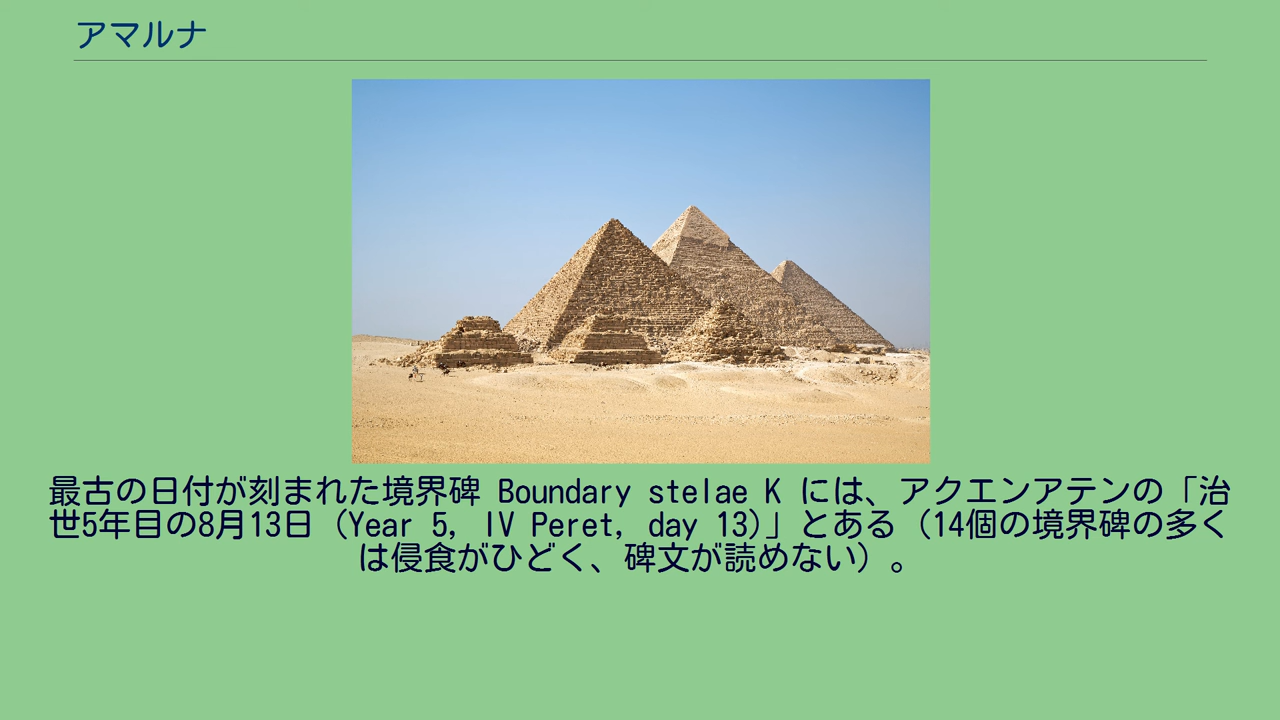 アマルナ
最古の日付が刻まれた境界碑 Boundary stelae K には、アクエンアテンの「治
世5年目の8月13日（Year 5, IV Peret, day 13)」とある（14個の境界碑の多く
は侵食がひどく、碑文が読めない）。